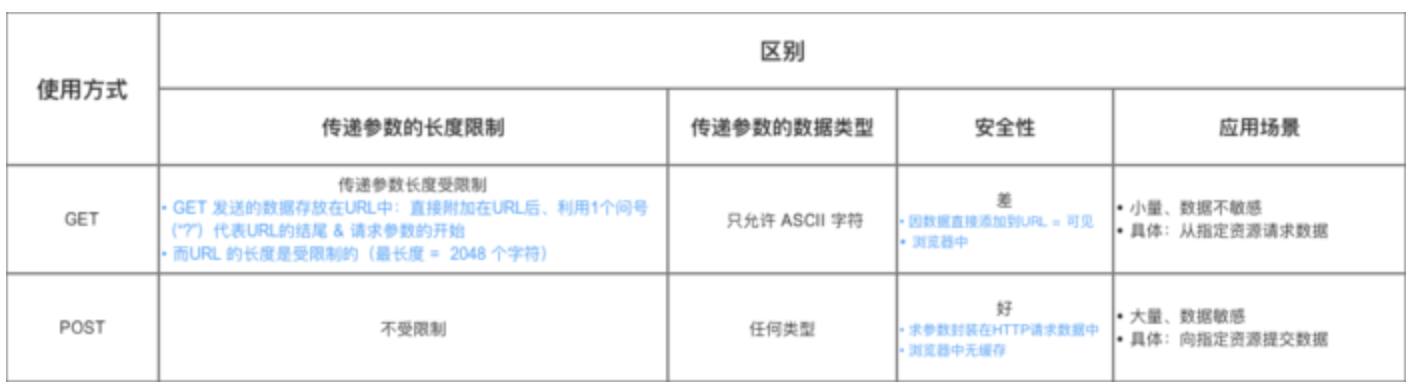 使用方式
区别
传递参数的长度限制
传递参数的数据类型
安全性
应用场景
GET
传递参数长度受限制
• GET 发送的数据存放在URL中：直接附加在URL后、利用1个问号
(“?”）代表URL的结尾 & 请求参数的开始
• 而URL 的长度是受限制的（最长度 = 2048 个字符）
只允许 ASCII 字符
差
• 因数据直接添加到URL = 可见
• 浏览器中
• 小量、数据不敏感
• 具体：从指定资源请求数据
POST
不受限制
任何类型
好
• 求参数封装在HTTP请求数据中
• 浏览器中无缓存
• 大量、数据敏感
• 具体：向指定资源提交数据